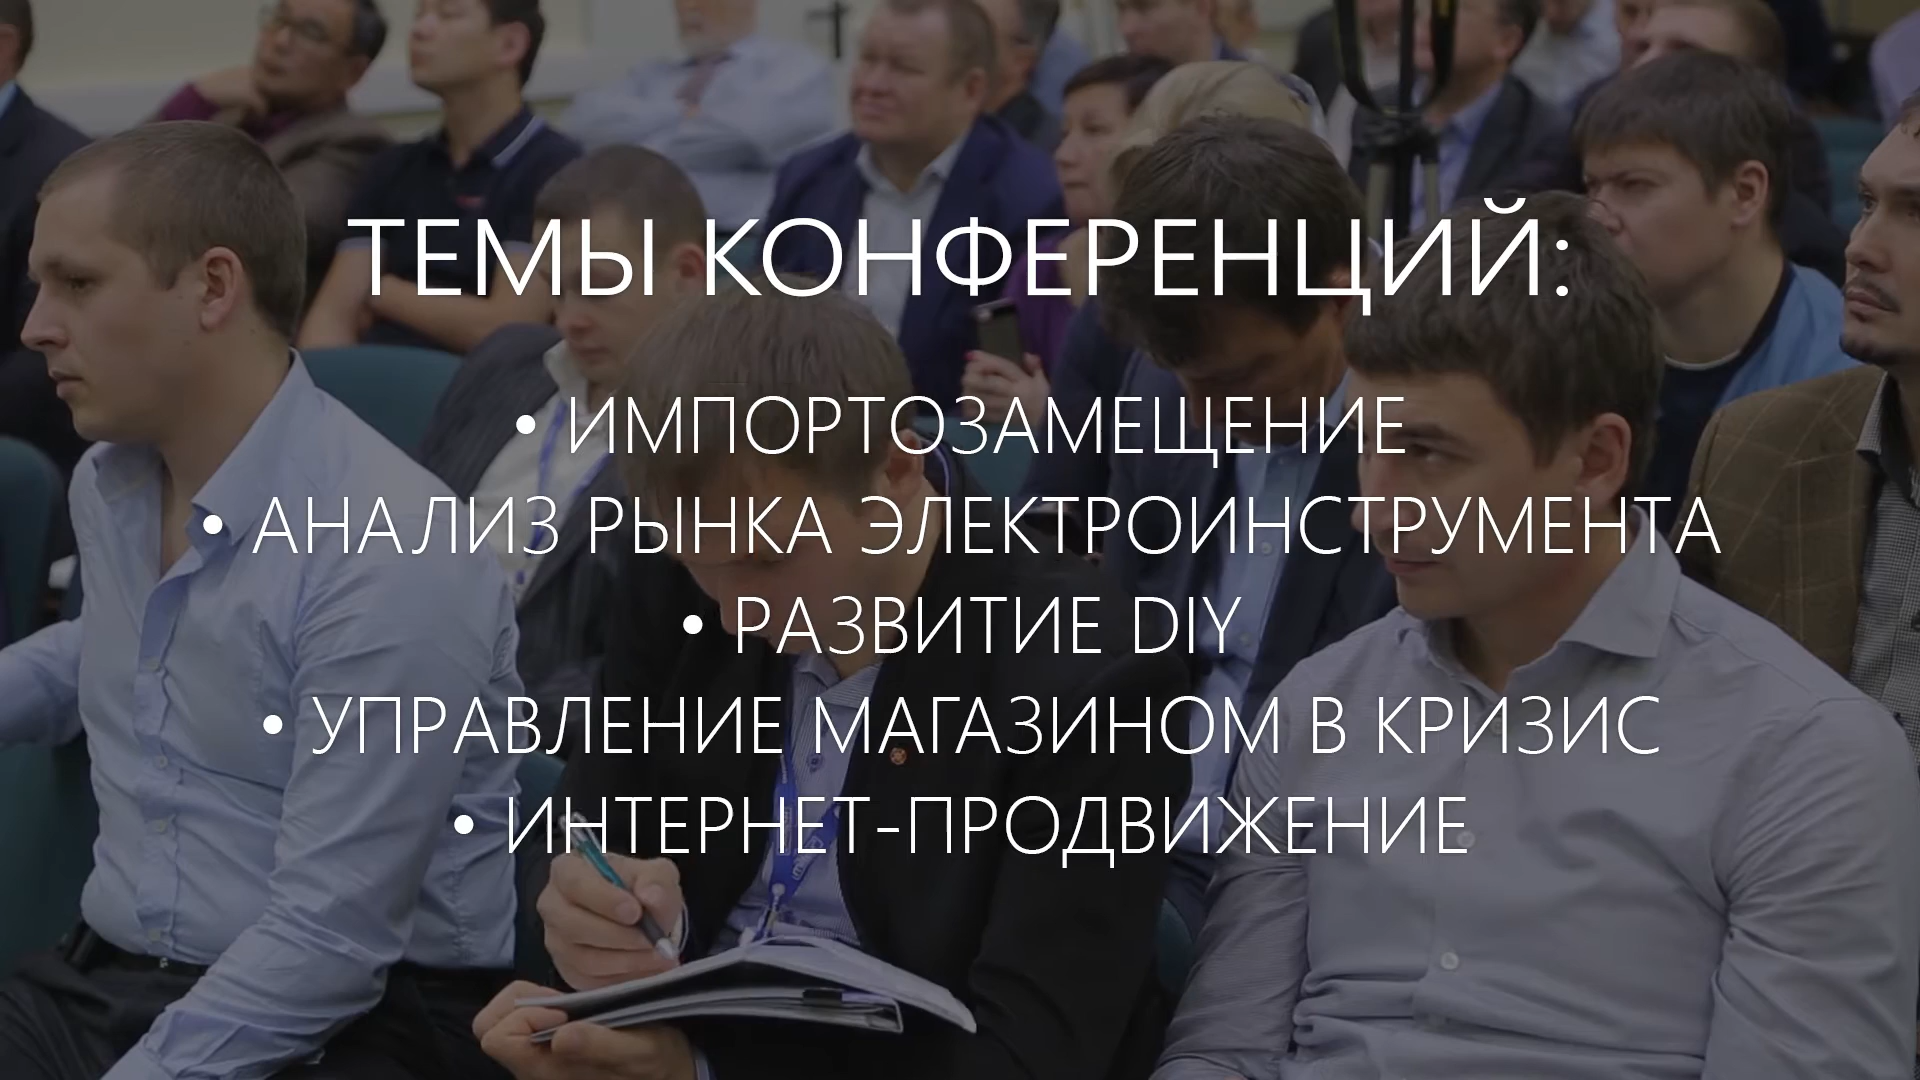 ТЕМЫ КОНФЕРЕНЦИЙ:
• ИМПОРТОЗАМЕЩЕНИЕ
• АНАЛИЗ РЫНКА ЭЛЕКТРОИНСТРУМЕНТА
• РАЗВИТИЕ DIY
• УПРАВЛЕНИЕ МАГАЗИНОМ В КРИЗИС
• ИНТЕРНЕТ-ПРОДВИЖЕНИЕ